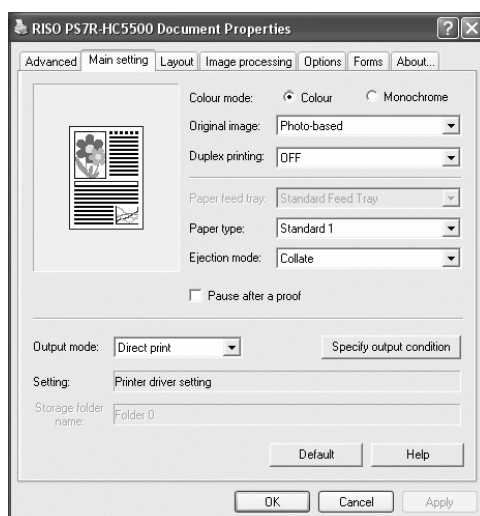 RISO PS7R-HC5500 Document Properties
Advanced Main setting Layout Image processing Options Forms About...
Colour mode: Colour Monochrome
Original image: Photo-based
Duplex printing: OFF
Paper feed tray: Standard Feed Tray
Paper type: Standard 1
Ejection mode: Collate
Pause after a proof
Output mode: Direct print Specify output condition
Setting: Printer driver setting
Storage folder
name: Folder 0
Default Help
OK Cancel Apply